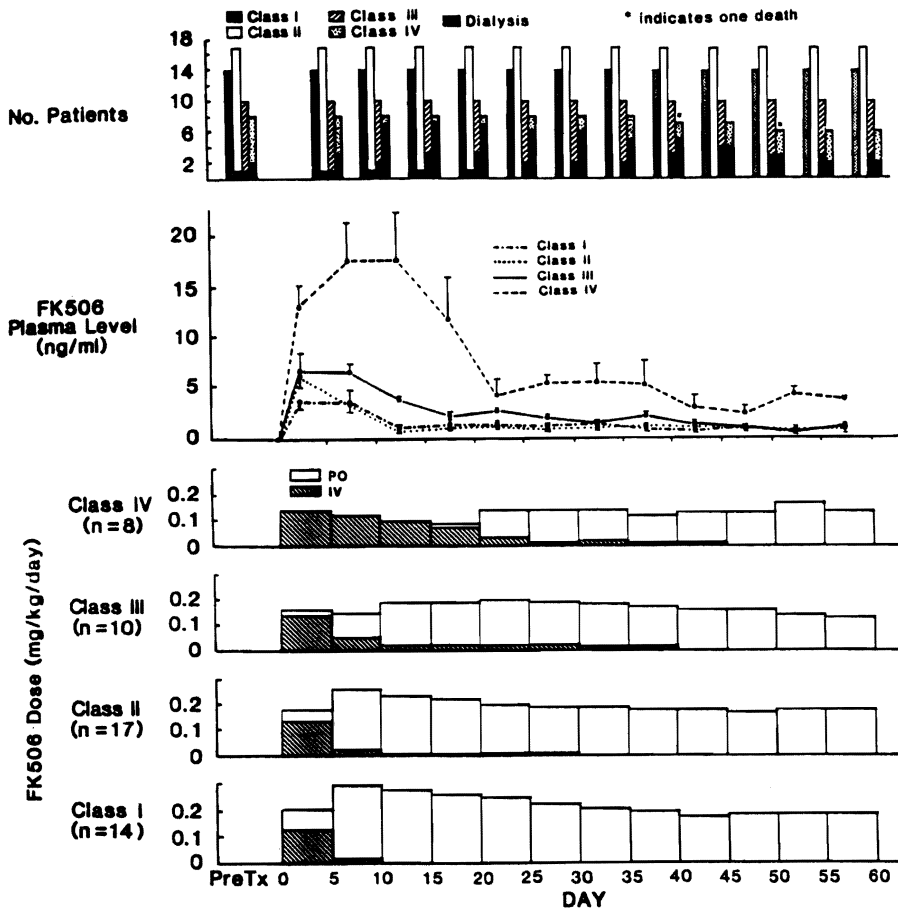 Class I Class III Dialysis * indicates one death
Class II Class IV
18
14
10
6
2
No. Patients
*
*
20
15
10
5
0
FK506
Plasma Level
(ng/ml)
Class I
Class II
Class III
Class IV
PO
IV
FK506 Dose (mg/kg/day)
Class IV
(n=8)
0.2
0.1
0
Class III
(n=10)
0.2
0.1
0
Class II
(n=17)
0.2
0.1
0
Class I
(n=14)
0.2
0.1
0
PreTx 0 5 10 15 20 25 30 35 40 45 50 55 60
DAY